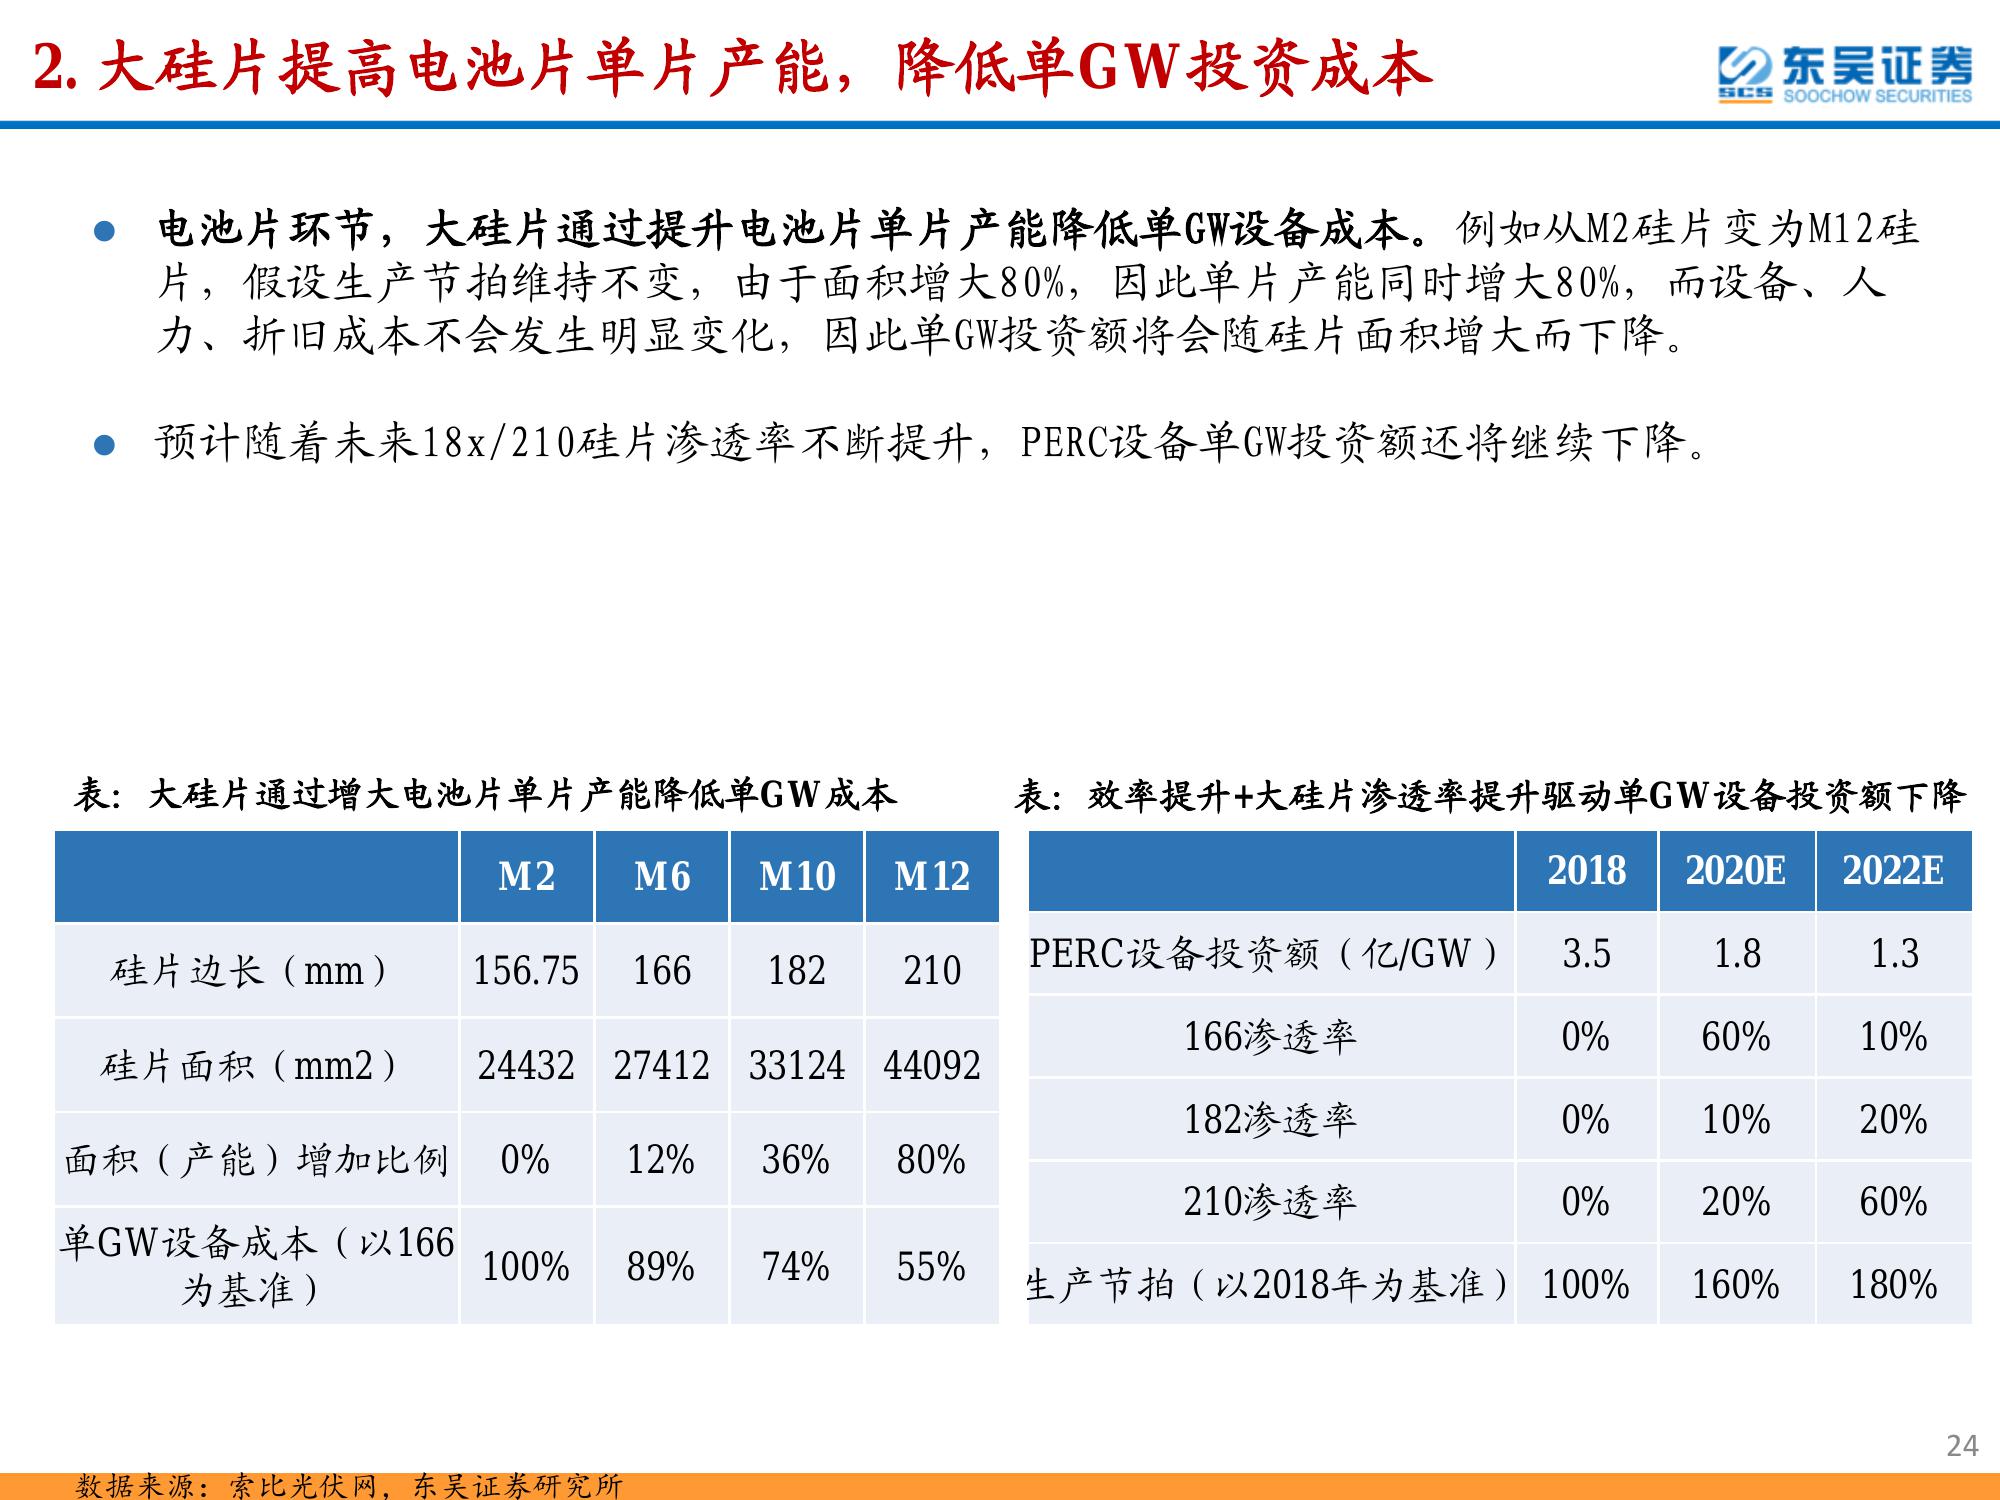 2. 大硅片提高电池片单片产能，降低单GW投资成本
东吴证券
SCS SOOCHOW SECURITIES
电池片环节，大硅片通过提升电池片单片产能降低单GW设备成本。例如从M2硅片变为M12硅
片，假设生产节拍维持不变，由于面积增大80%，因此单片产能同时增大80%，而设备、人
力、折旧成本不会发生明显变化，因此单GW投资额将会随硅片面积增大而下降。
预计随着未来18x/210硅片渗透率不断提升，PERC设备单GW投资额还将继续下降。
表：大硅片通过增大电池片单片产能降低单GW成本
M2 M6 M10 M12
硅片边长（mm） 156.75 166 182 210
硅片面积（mm2） 24432 27412 33124 44092
面积（产能）增加比例 0% 12% 36% 80%
单GW设备成本（以166
为基准） 100% 89% 74% 55%
表：效率提升+大硅片渗透率提升驱动单GW设备投资额下降
2018 2020E 2022E
PERC设备投资额（亿/GW） 3.5 1.8 1.3
166渗透率 0% 60% 10%
182渗透率 0% 10% 20%
210渗透率 0% 20% 60%
生产节拍（以2018年为基准） 100% 160% 180%
24
数据来源：索比光伏网，东吴证券研究所